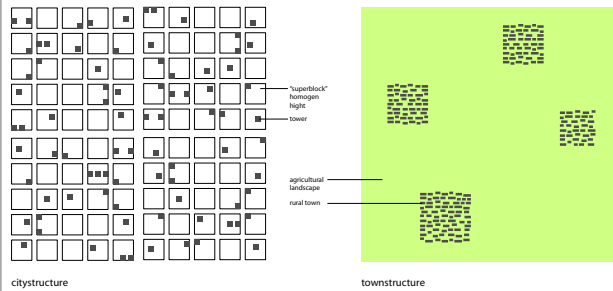 "superblock"
homogen
hight
tower
agricultural
landscape
rural town
citystructure
townstructure